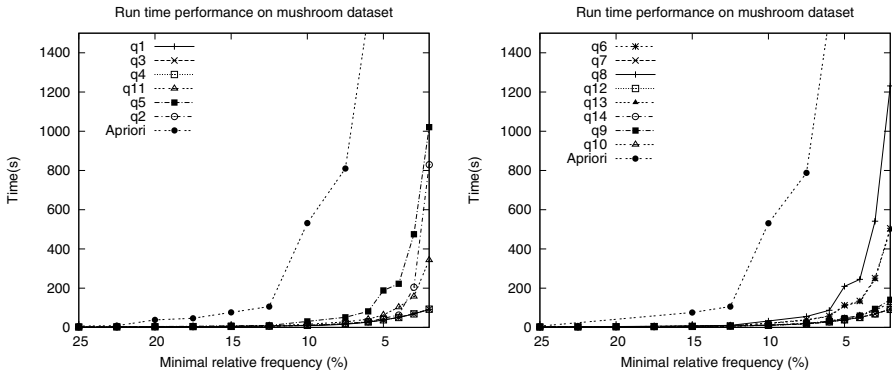 Run time performance on mushroom dataset
1400
1200
1000
800
600
400
200
0
Time(s)
q1
q3
q4
q11
q5
q2
Apriori
25
20
15
10
5
Minimal relative frequency (%)
Run time performance on mushroom dataset
1400
1200
1000
800
600
400
200
0
Time(s)
q6
q7
q8
q12
q13
q14
q9
q10
Apriori
25
20
15
10
5
Minimal relative frequency (%)